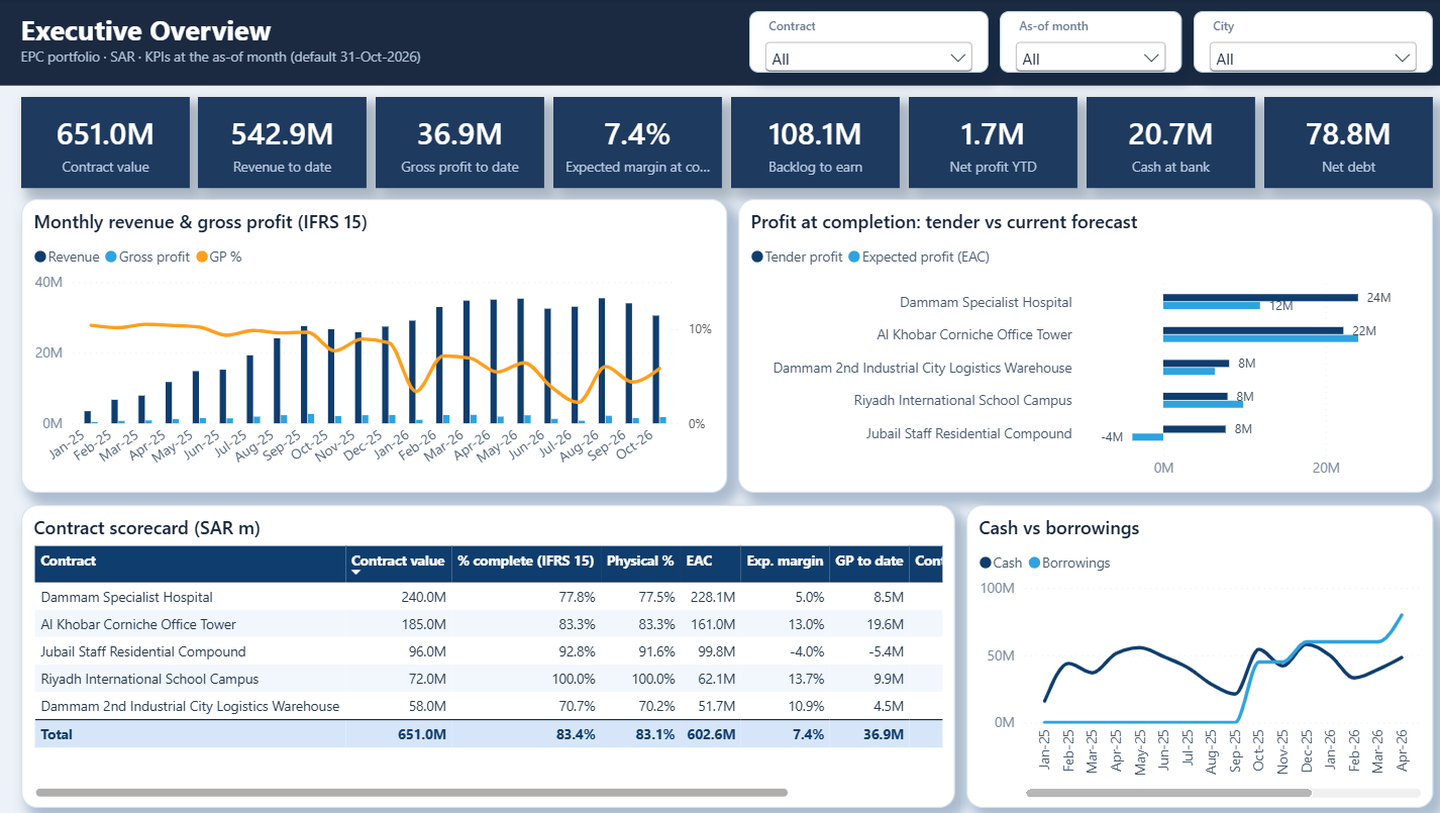 Executive Overview
EPC portfolio · SAR · KPIs at the as-of month (default 31-Oct-2026)
Contract
All
As-of month
All
City
All
651.0M
Contract value
542.9M
Revenue to date
36.9M
Gross profit to date
7.4%
Expected margin at co...
108.1M
Backlog to earn
1.7M
Net profit YTD
20.7M
Cash at bank
78.8M
Net debt
Monthly revenue & gross profit (IFRS 15)
Revenue Gross profit GP %
40M
20M
0M
10%
0%
Jan-25 Feb-25 Mar-25 Apr-25 May-25 Jun-25 Jul-25 Aug-25 Sep-25 Oct-25 Nov-25 Dec-25 Jan-26 Feb-26 Mar-26 Apr-26 May-26 Jun-26 Jul-26 Aug-26 Sep-26 Oct-26
Profit at completion: tender vs current forecast
Tender profit Expected profit (EAC)
Dammam Specialist Hospital 24M
12M
Al Khobar Corniche Office Tower 22M
Dammam 2nd Industrial City Logistics Warehouse 8M
Riyadh International School Campus 8M
Jubail Staff Residential Compound -4M 8M
0M 20M
Contract scorecard (SAR m)
Contract Contract value % complete (IFRS 15) Physical % EAC Exp. margin GP to date Cont
Dammam Specialist Hospital 240.0M 77.8% 77.5% 228.1M 5.0% 8.5M
Al Khobar Corniche Office Tower 185.0M 83.3% 83.3% 161.0M 13.0% 19.6M
Jubail Staff Residential Compound 96.0M 92.8% 91.6% 99.8M -4.0% -5.4M
Riyadh International School Campus 72.0M 100.0% 100.0% 62.1M 13.7% 9.9M
Dammam 2nd Industrial City Logistics Warehouse 58.0M 70.7% 70.2% 51.7M 10.9% 4.5M
Total 651.0M 83.4% 83.1% 602.6M 7.4% 36.9M
Cash vs borrowings
Cash Borrowings
100M
50M
0M
Jan-25 Feb-25 Mar-25 Apr-25 May-25 Jun-25 Jul-25 Aug-25 Sep-25 Oct-25 Nov-25 Dec-25 Jan-26 Feb-26 Mar-26 Apr-26